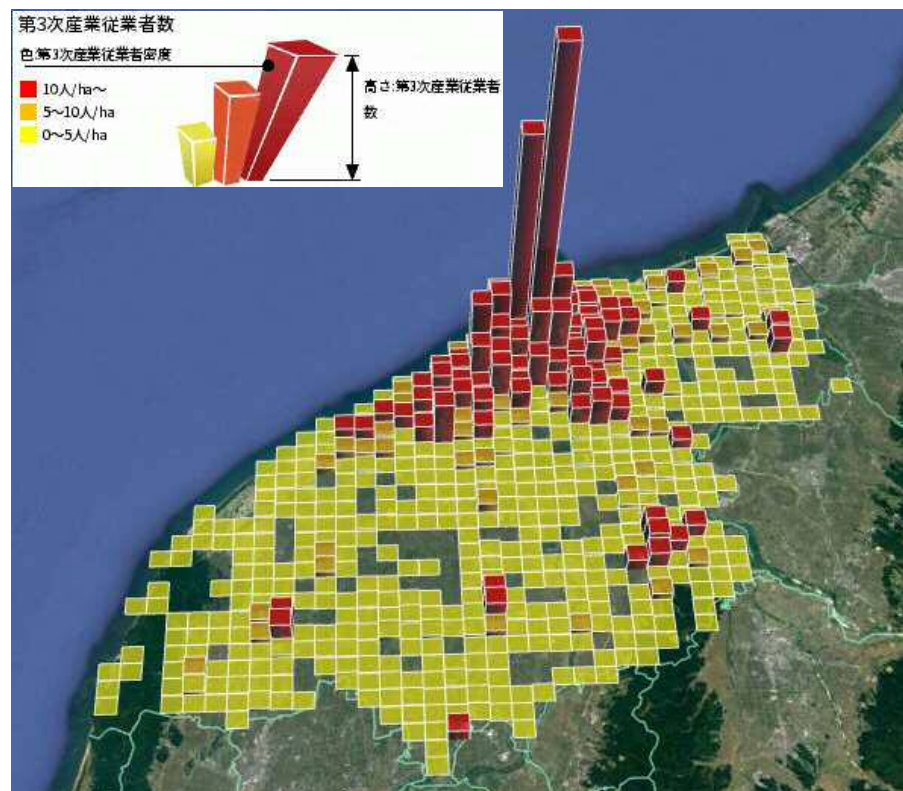 第3次産業従業者数
色:第3次産業従業者密度
10人/ha～
5～10人/ha
0～5人/ha
高さ:第3次産業従業者
数